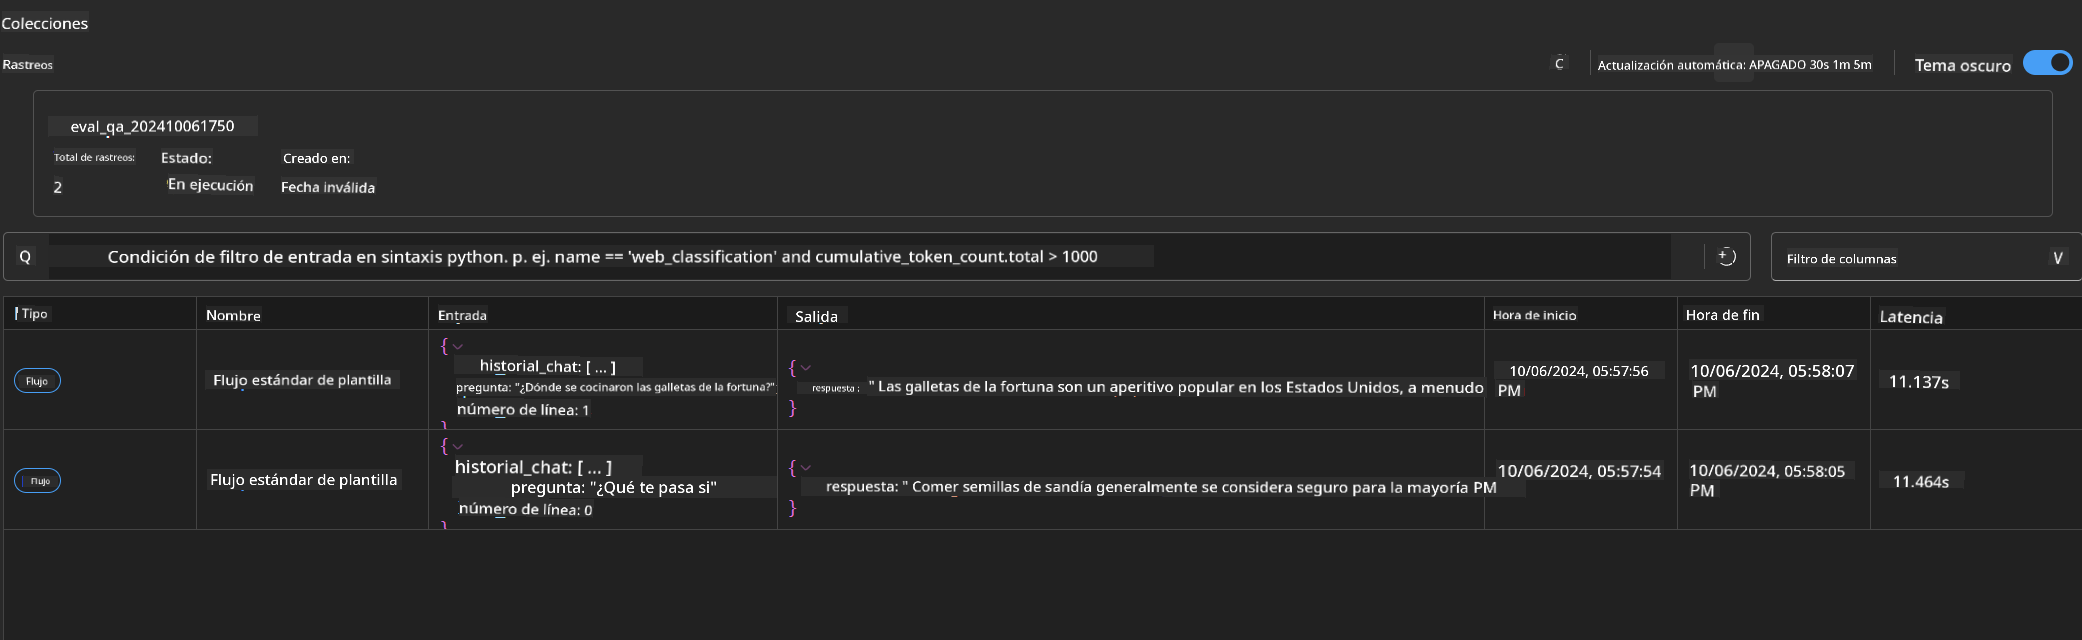 Colecciones
Rastreos
C Actualización automática: APAGADO 30s 1m 5m Tema oscuro
eval_qa_202410061750
Total de rastreos: Estado: Creado en:
2 En ejecución Fecha inválida
Q Condición de filtro de entrada en sintaxis python. p. ej. name == 'web_classification' and cumulative_token_count.total > 1000 Filtro de columnas V
Tipo Nombre Entrada Salida Hora de inicio Hora de fin Latencia
{
historial_chat: [ ... ]
Flujo Flujo estándar de plantilla pregunta: "¿Dónde se cocinaron las galletas de la fortuna?"
número de línea: 1
}
{
respuesta : " Las galletas de la fortuna son un aperitivo popular en los Estados Unidos, a menudo
}
10/06/2024, 05:57:56
PM
10/06/2024, 05:58:07
PM
11.137s
{
historial_chat: [ ... ]
Flujo Flujo estándar de plantilla pregunta: "¿Qué te pasa si"
número de línea: 0
}
{
respuesta: " Comer semillas de sandía generalmente se considera seguro para la mayoría PM
}
10/06/2024, 05:57:54
10/06/2024, 05:58:05
PM
11.464s